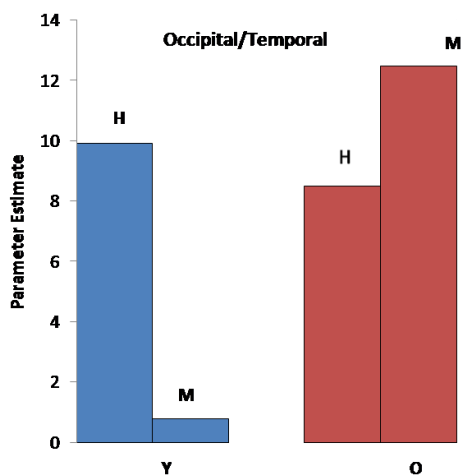 Occipital/Temporal
Parameter Estimate
14
12
10
8
6
4
2
0
H
M
H
M
Y
O